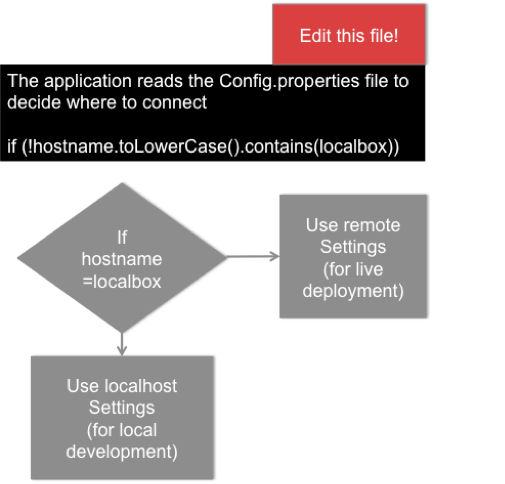 Edit this file!
The application reads the Config.properties file to
decide where to connect
if (!hostname.toLowerCase().contains(localbox))
If
hostname
=localbox
Use remote
Settings
(for live
deployment)
Use localhost
Settings
(for local
development)